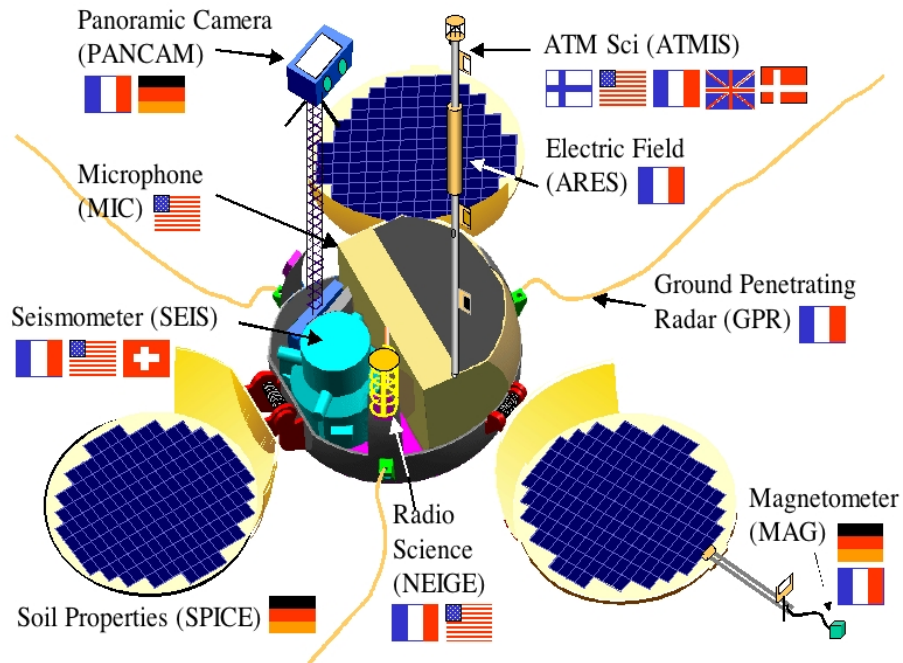 Panoramic Camera
(PANCAM)
ATM Sci (ATMIS)
Microphone
(MIC)
Electric Field
(ARES)
Ground Penetrating
Radar (GPR)
Seismometer (SEIS)
Radio
Science
(NEIGE)
Magnetometer
(MAG)
Soil Properties (SPICE)